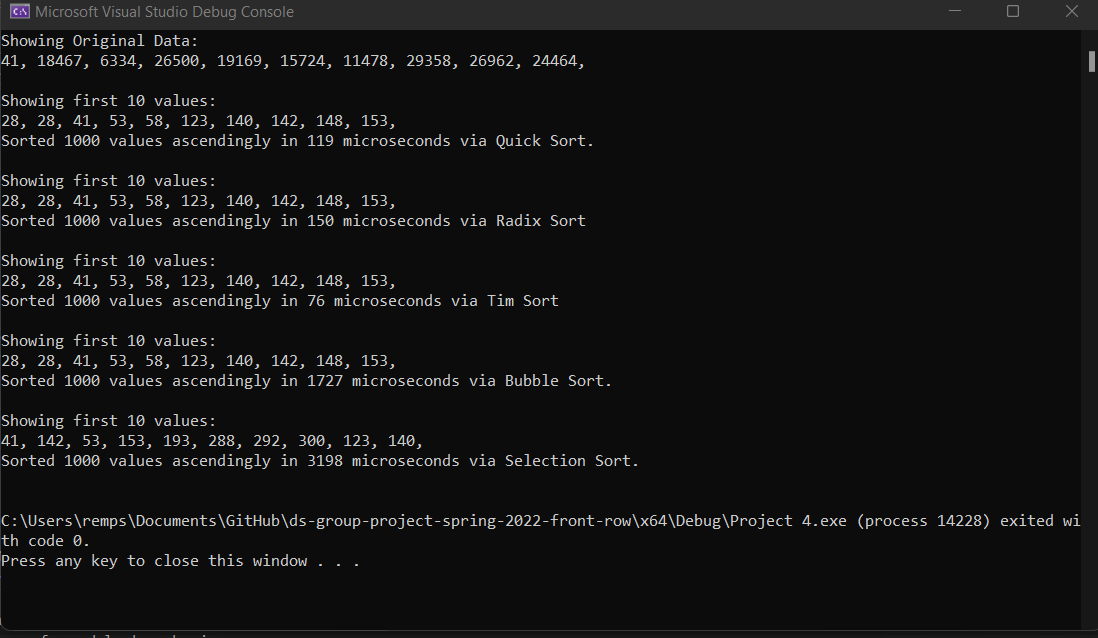 Microsoft Visual Studio Debug Console
Showing Original Data:
41, 18467, 6334, 26500, 19169, 15724, 11478, 29358, 26962, 24464,
Showing first 10 values:
28, 28, 41, 53, 58, 123, 140, 142, 148, 153,
Sorted 1000 values ascendingly in 119 microseconds via Quick Sort.
Showing first 10 values:
28, 28, 41, 53, 58, 123, 140, 142, 148, 153,
Sorted 1000 values ascendingly in 150 microseconds via Radix Sort
Showing first 10 values:
28, 28, 41, 53, 58, 123, 140, 142, 148, 153,
Sorted 1000 values ascendingly in 76 microseconds via Tim Sort
Showing first 10 values:
28, 28, 41, 53, 58, 123, 140, 142, 148, 153,
Sorted 1000 values ascendingly in 1727 microseconds via Bubble Sort.
Showing first 10 values:
41, 142, 53, 153, 193, 288, 292, 300, 123, 140,
Sorted 1000 values ascendingly in 3198 microseconds via Selection Sort.
C:\Users\remps\Documents\GitHub\ds-group-project-spring-2022-front-row\x64\Debug\Project 4.exe (process 14228) exited wi
th code 0.
Press any key to close this window . . .